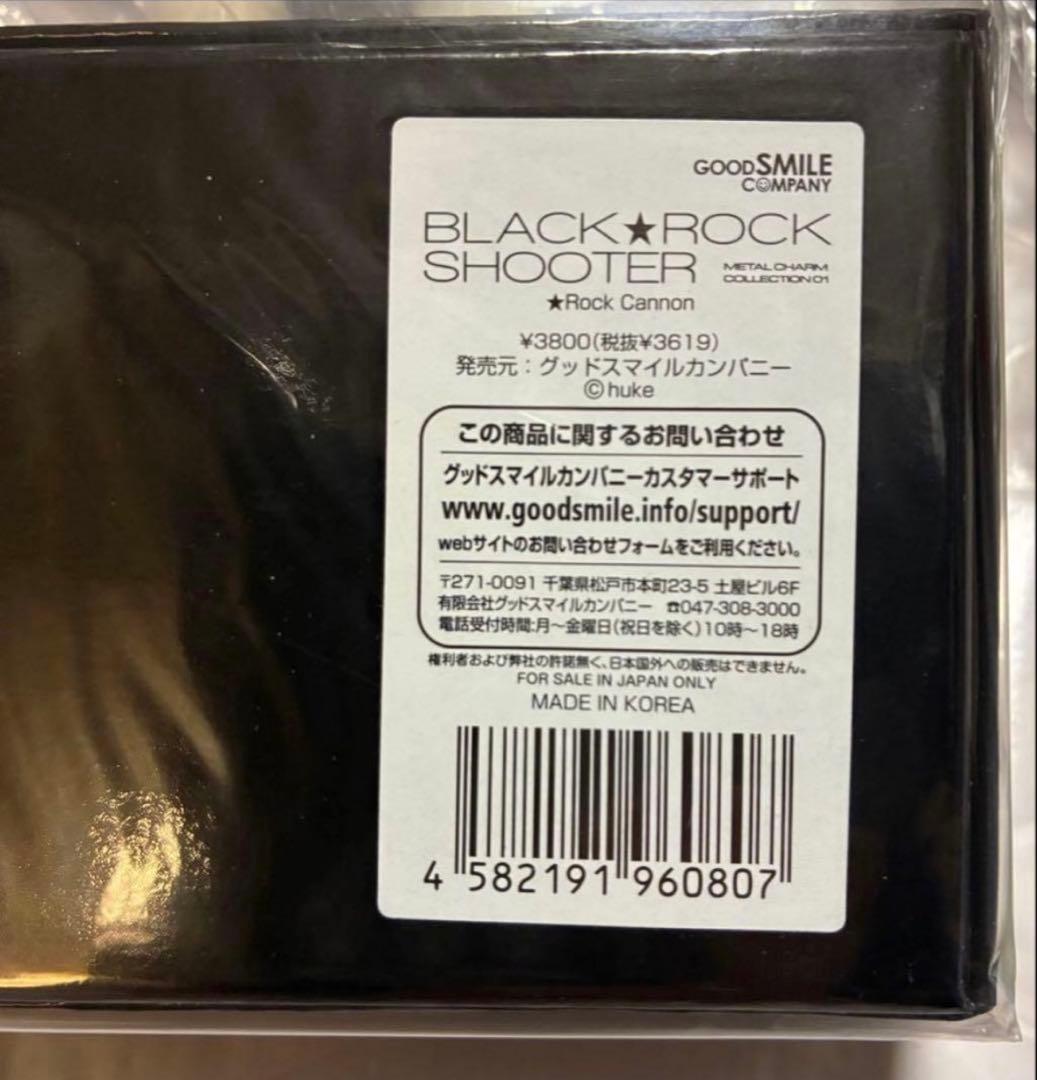 GOOD SMILE
COMPANY
BLACK★ROCK
SHOOTER
METAL CHARM
COLLECTION 01
★Rock Cannon
¥3800(税抜¥3619)
発売元：グッドスマイルカンパニー
©huke
この商品に関するお問い合わせ
グッドスマイルカンパニーカスタマーサポート
www.goodsmile.info/support/
webサイトのお問い合わせフォームをご利用ください。
〒271-0091 千葉県松戸市本町23-5 土屋ビル6F
有限会社グッドスマイルカンパニー ☎047-308-3000
電話受付時間:月～金曜日(祝日を除く)10時～18時
権利者および弊社の許諾無く、日本国外への販売はできません。
FOR SALE IN JAPAN ONLY
MADE IN KOREA
4 582191 960807